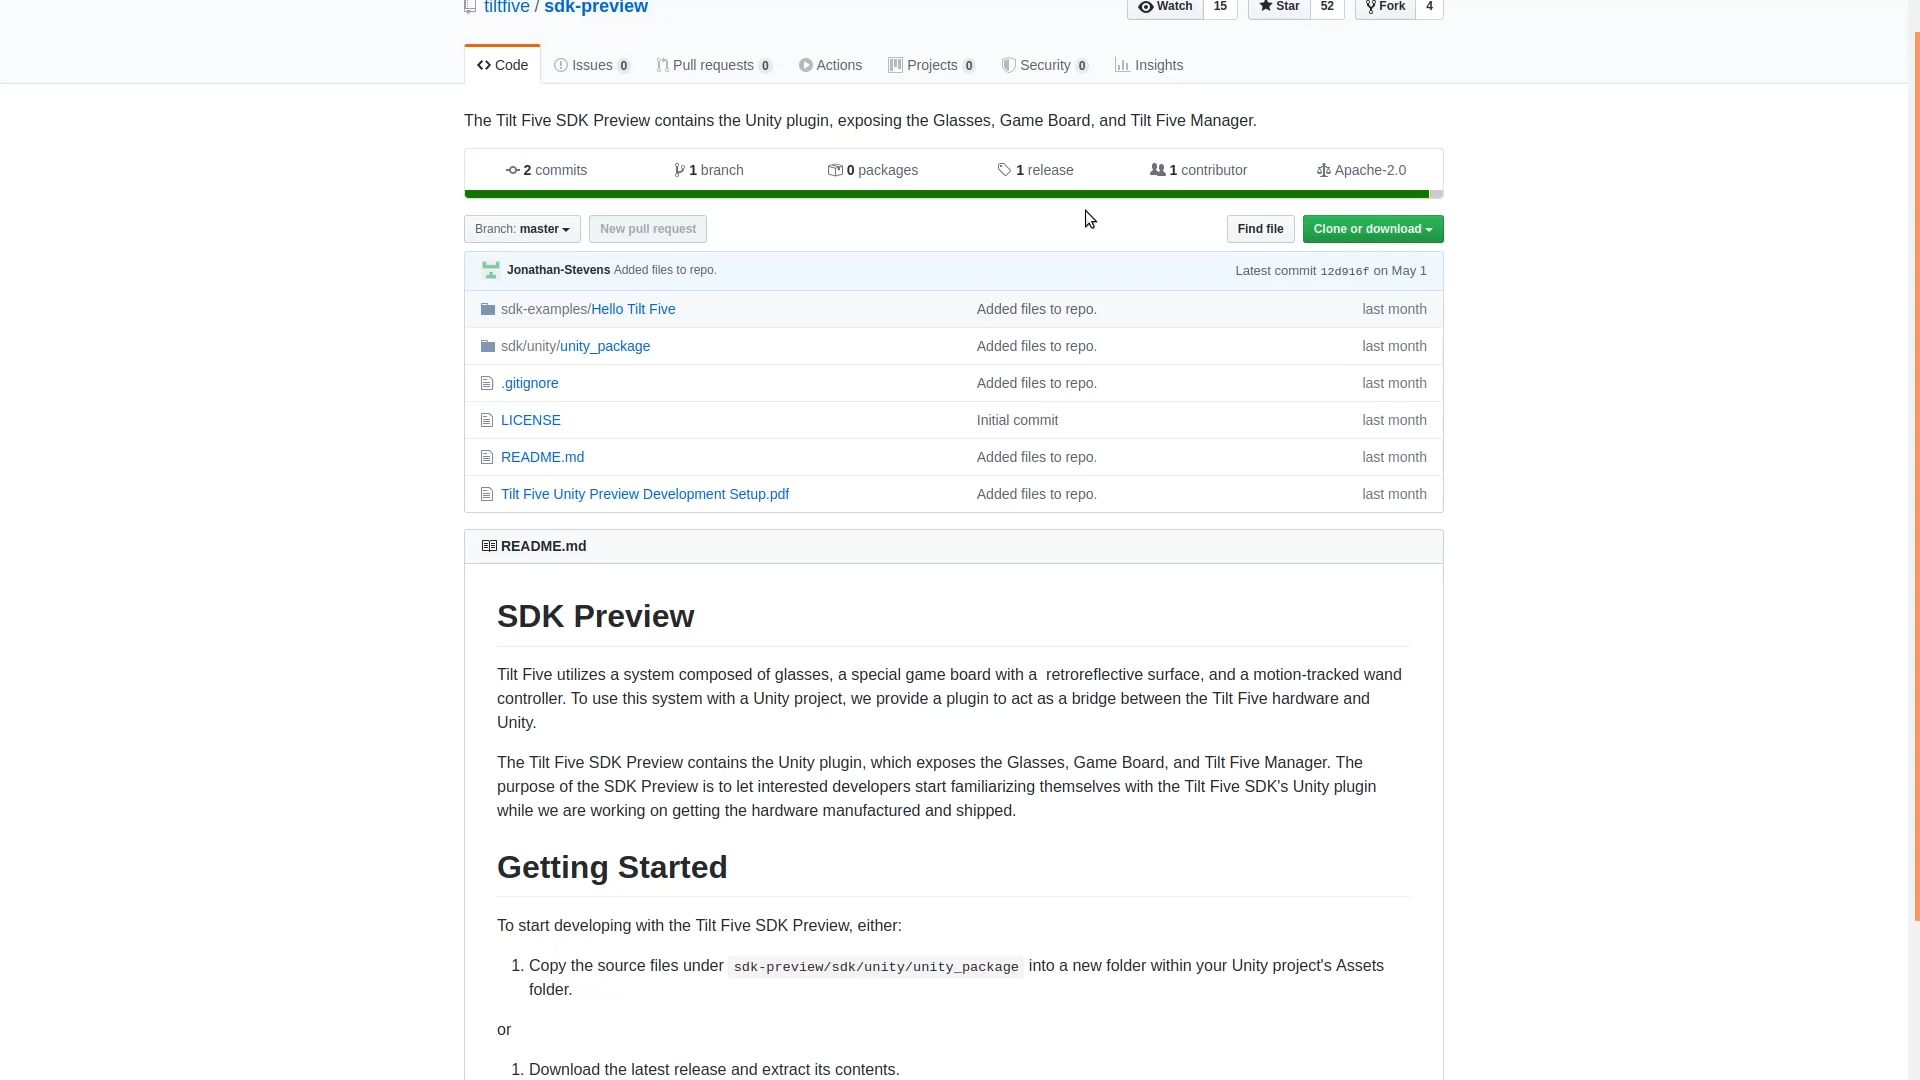 tiltfive / sdk-preview
Watch 15 Star 52 Fork 4
Code Issues 0 Pull requests 0 Actions Projects 0 Security 0 Insights
The Tilt Five SDK Preview contains the Unity plugin, exposing the Glasses, Game Board, and Tilt Five Manager.
2 commits 1 branch 0 packages 1 release 1 contributor Apache-2.0
Branch: master New pull request Find file Clone or download
Jonathan-Stevens Added files to repo. Latest commit 12d916f on May 1
sdk-examples/Hello Tilt Five Added files to repo. last month
sdk/unity/unity_package Added files to repo. last month
.gitignore Added files to repo. last month
LICENSE Initial commit last month
README.md Added files to repo. last month
Tilt Five Unity Preview Development Setup.pdf Added files to repo. last month
README.md
SDK Preview
Tilt Five utilizes a system composed of glasses, a special game board with a retroreflective surface, and a motion-tracked wand
controller. To use this system with a Unity project, we provide a plugin to act as a bridge between the Tilt Five hardware and
Unity.
The Tilt Five SDK Preview contains the Unity plugin, which exposes the Glasses, Game Board, and Tilt Five Manager. The
purpose of the SDK Preview is to let interested developers start familiarizing themselves with the Tilt Five SDK's Unity plugin
while we are working on getting the hardware manufactured and shipped.
Getting Started
To start developing with the Tilt Five SDK Preview, either:
1. Copy the source files under sdk-preview/sdk/unity/unity_package into a new folder within your Unity project's Assets
folder.
or
1. Download the latest release and extract its contents.